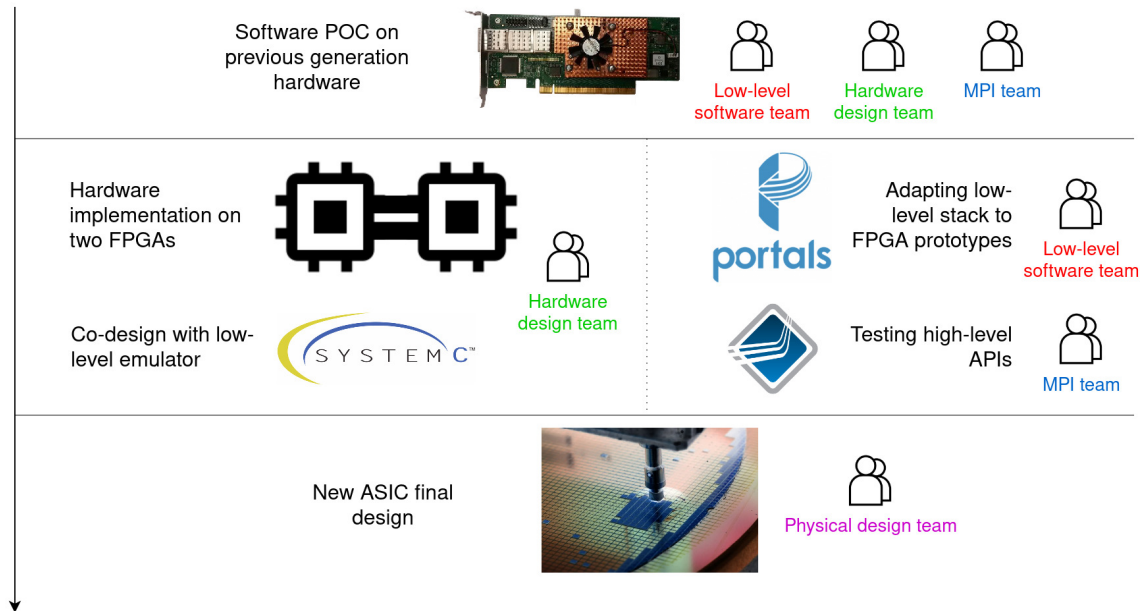 Software POC on
previous generation
hardware
Low-level
software team
Hardware
design team
MPI team
Hardware
implementation on
two FPGAs
Hardware
design team
Co-design with low-
level emulator
SYSTEM C™
portals
Adapting low-
level stack to
FPGA prototypes
Low-level
software team
Testing high-level
APIs
MPI team
New ASIC final
design
Physical design team